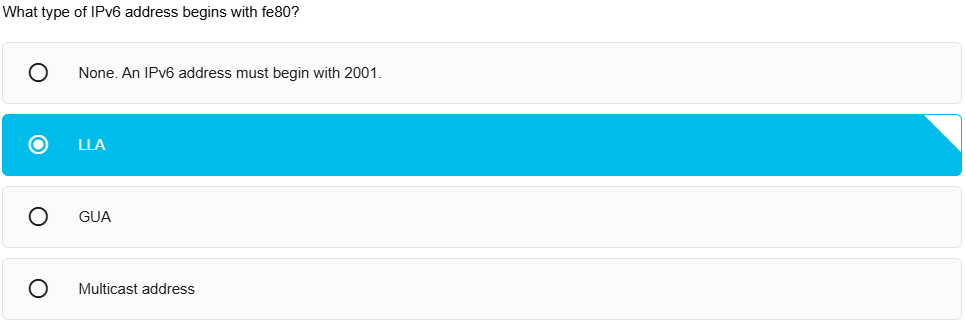 What type of IPv6 address begins with fe80?
None. An IPv6 address must begin with 2001.
LLA
GUA
Multicast address